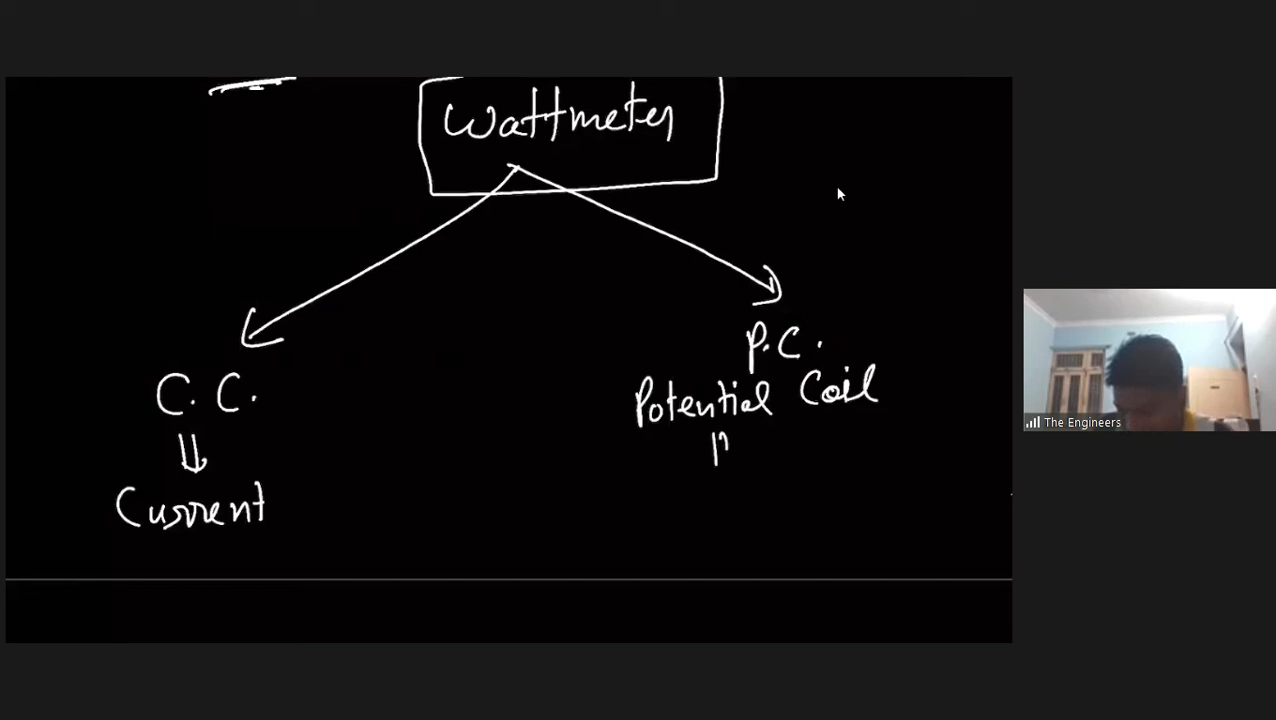 Wattmeter
P.C.
C.C.
Potential Coil
Current
The Engineers